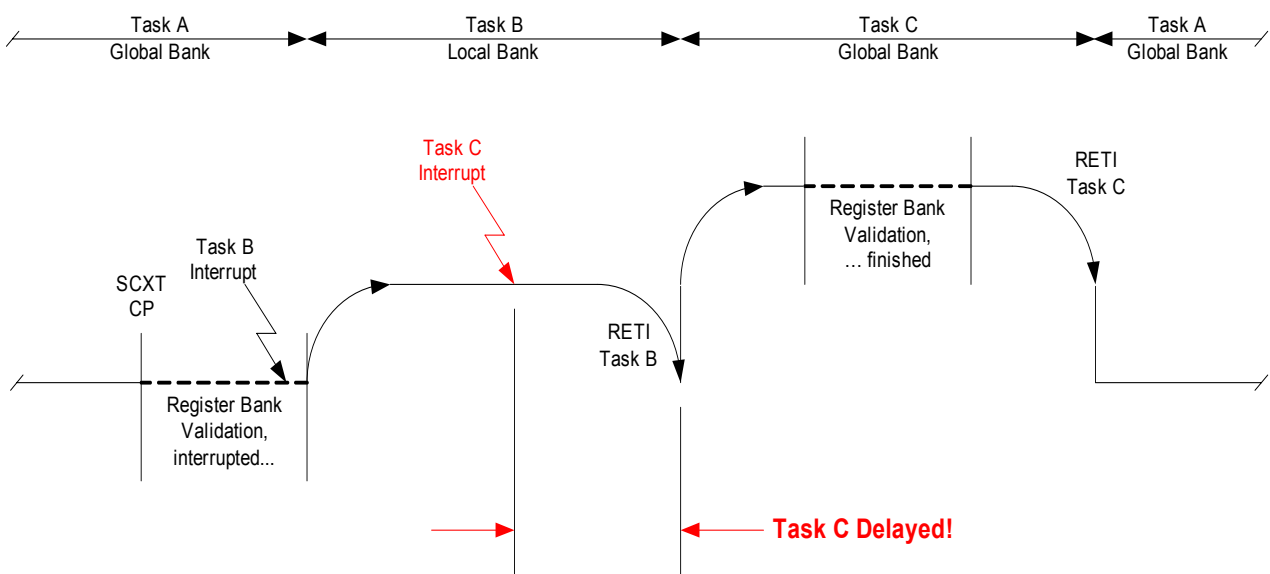 Task A
Global Bank
Task B
Local Bank
Task C
Global Bank
Task A
Global Bank
Task C
Interrupt
RETI
Task C
Register Bank
Validation,
... finished
Task B
Interrupt
SCXT
CP
RETI
Task B
Register Bank
Validation,
interrupted...
Task C Delayed!